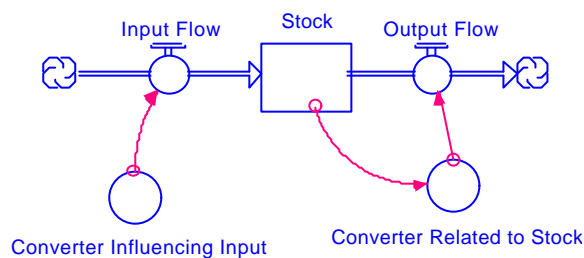 Input Flow
Stock
Output Flow
Converter Influencing Input
Converter Related to Stock